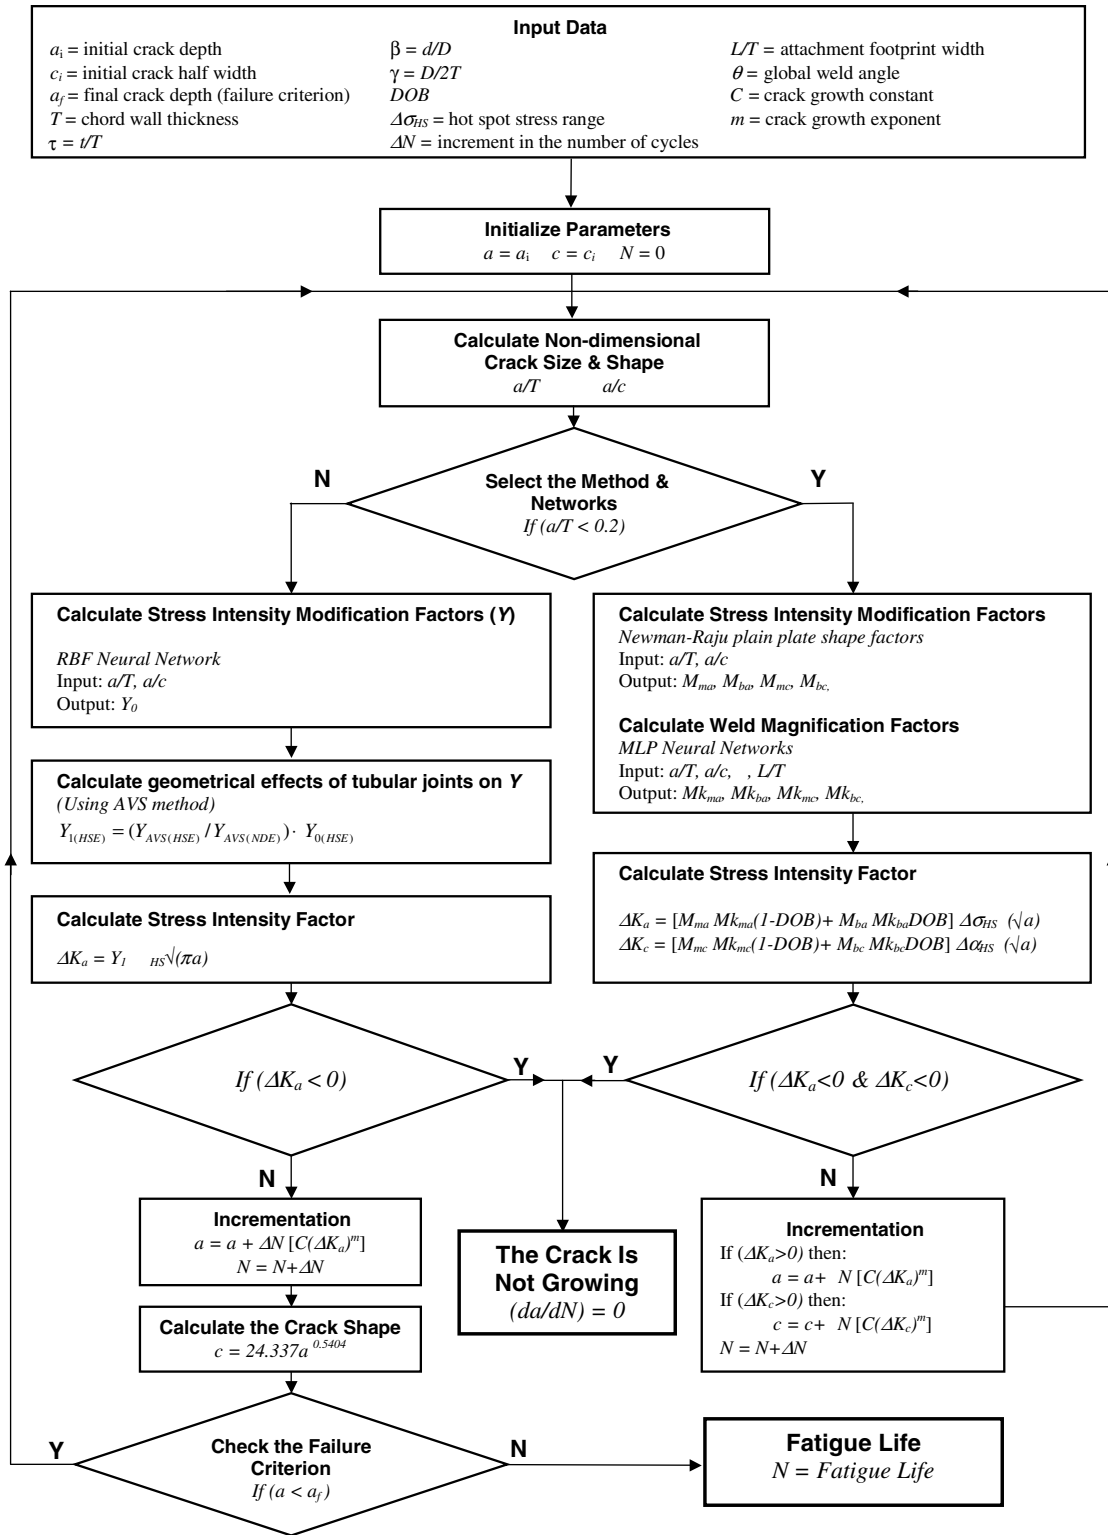 Input Data
a_i = initial crack depth
c_i = initial crack half width
a_f = final crack depth (failure criterion)
T = chord wall thickness
τ = t/T
β = d/D
γ = D/2T
DOB
Δσ_HS = hot spot stress range
ΔN = increment in the number of cycles
L/T = attachment footprint width
θ = global weld angle
C = crack growth constant
m = crack growth exponent
Initialize Parameters
a = a_i c = c_i N = 0
Calculate Non-dimensional
Crack Size & Shape
a/T a/c
N
Y
Select the Method &
Networks
If (a/T < 0.2)
Calculate Stress Intensity Modification Factors (Y)
RBF Neural Network
Input: a/T, a/c
Output: Y_0
Calculate geometrical effects of tubular joints on Y
(Using AVS method)
Y_1(HSE) = (Y_AVS(HSE) / Y_AVS(NDE)) · Y_0(HSE)
Calculate Stress Intensity Factor
ΔK_a = Y_1 HS√(πa)
Calculate Stress Intensity Modification Factors
Newman-Raju plain plate shape factors
Input: a/T, a/c
Output: M_ma, M_ba, M_mc, M_bc,
Calculate Weld Magnification Factors
MLP Neural Networks
Input: a/T, a/c, , L/T
Output: Mk_ma, Mk_ba, Mk_mc, Mk_bc,
Calculate Stress Intensity Factor
ΔK_a = [M_ma Mk_ma(1-DOB)+ M_ba Mk_baDOB] Δσ_HS (√a)
ΔK_c = [M_mc Mk_mc(1-DOB)+ M_bc Mk_bcDOB] Δα_HS (√a)
If (ΔK_a < 0)
Y
Y
If (ΔK_a<0 & ΔK_c<0)
N
N
Incrementation
a = a + ΔN [C(ΔK_a)^m]
N = N+ΔN
Calculate the Crack Shape
c = 24.337a^0.5404
The Crack Is
Not Growing
(da/dN) = 0
Incrementation
If (ΔK_a>0) then:
a = a+ N [C(ΔK_a)^m]
If (ΔK_c>0) then:
c = c+ N [C(ΔK_c)^m]
N = N+ΔN
Y
Check the Failure
Criterion
If (a < a_f)
N
Fatigue Life
N = Fatigue Life